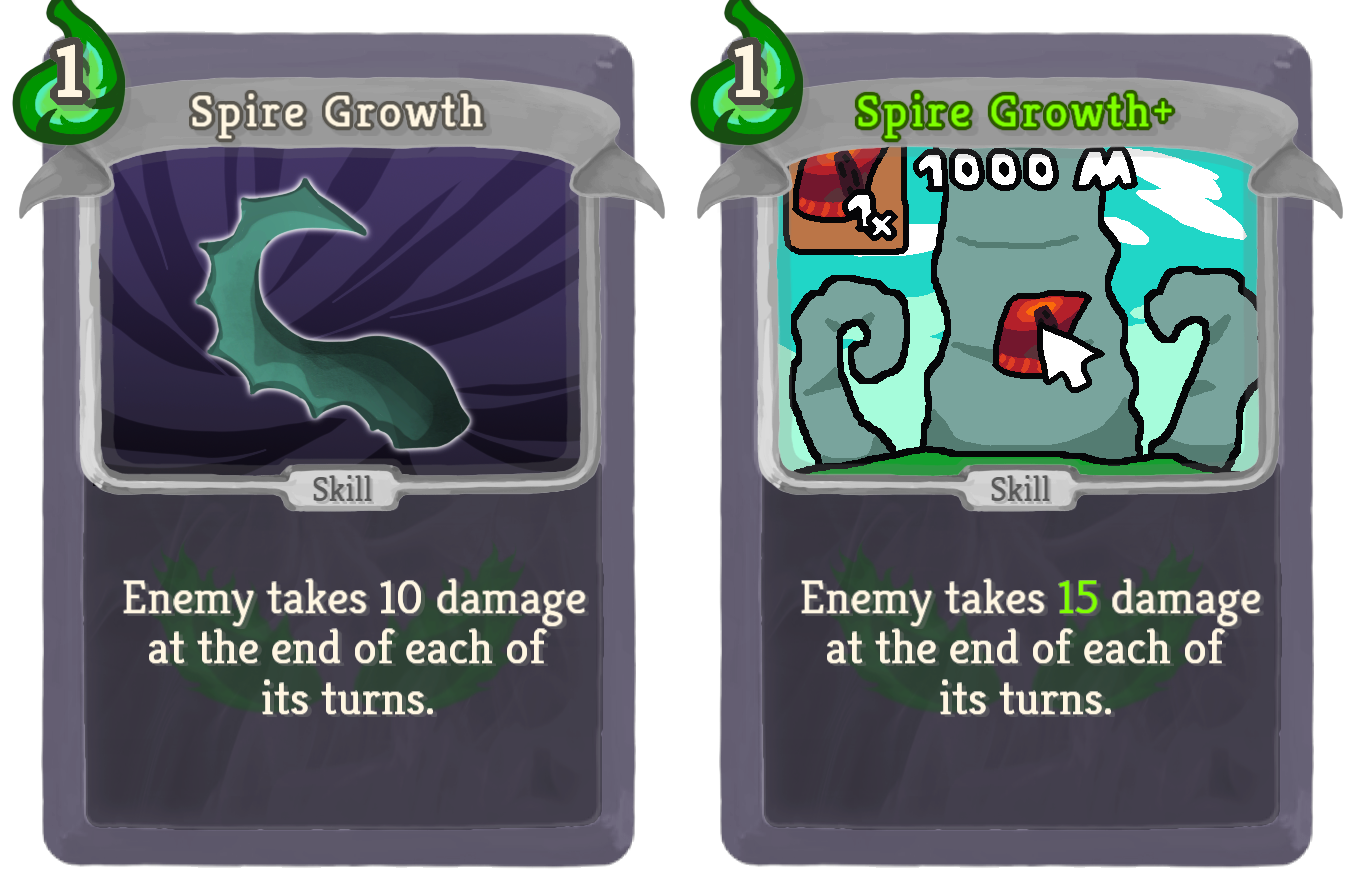 1
Spire Growth
Skill
Enemy takes 10 damage
at the end of each of
its turns.
1
Spire Growth+
1000 M
1x
Skill
Enemy takes 15 damage
at the end of each of
its turns.